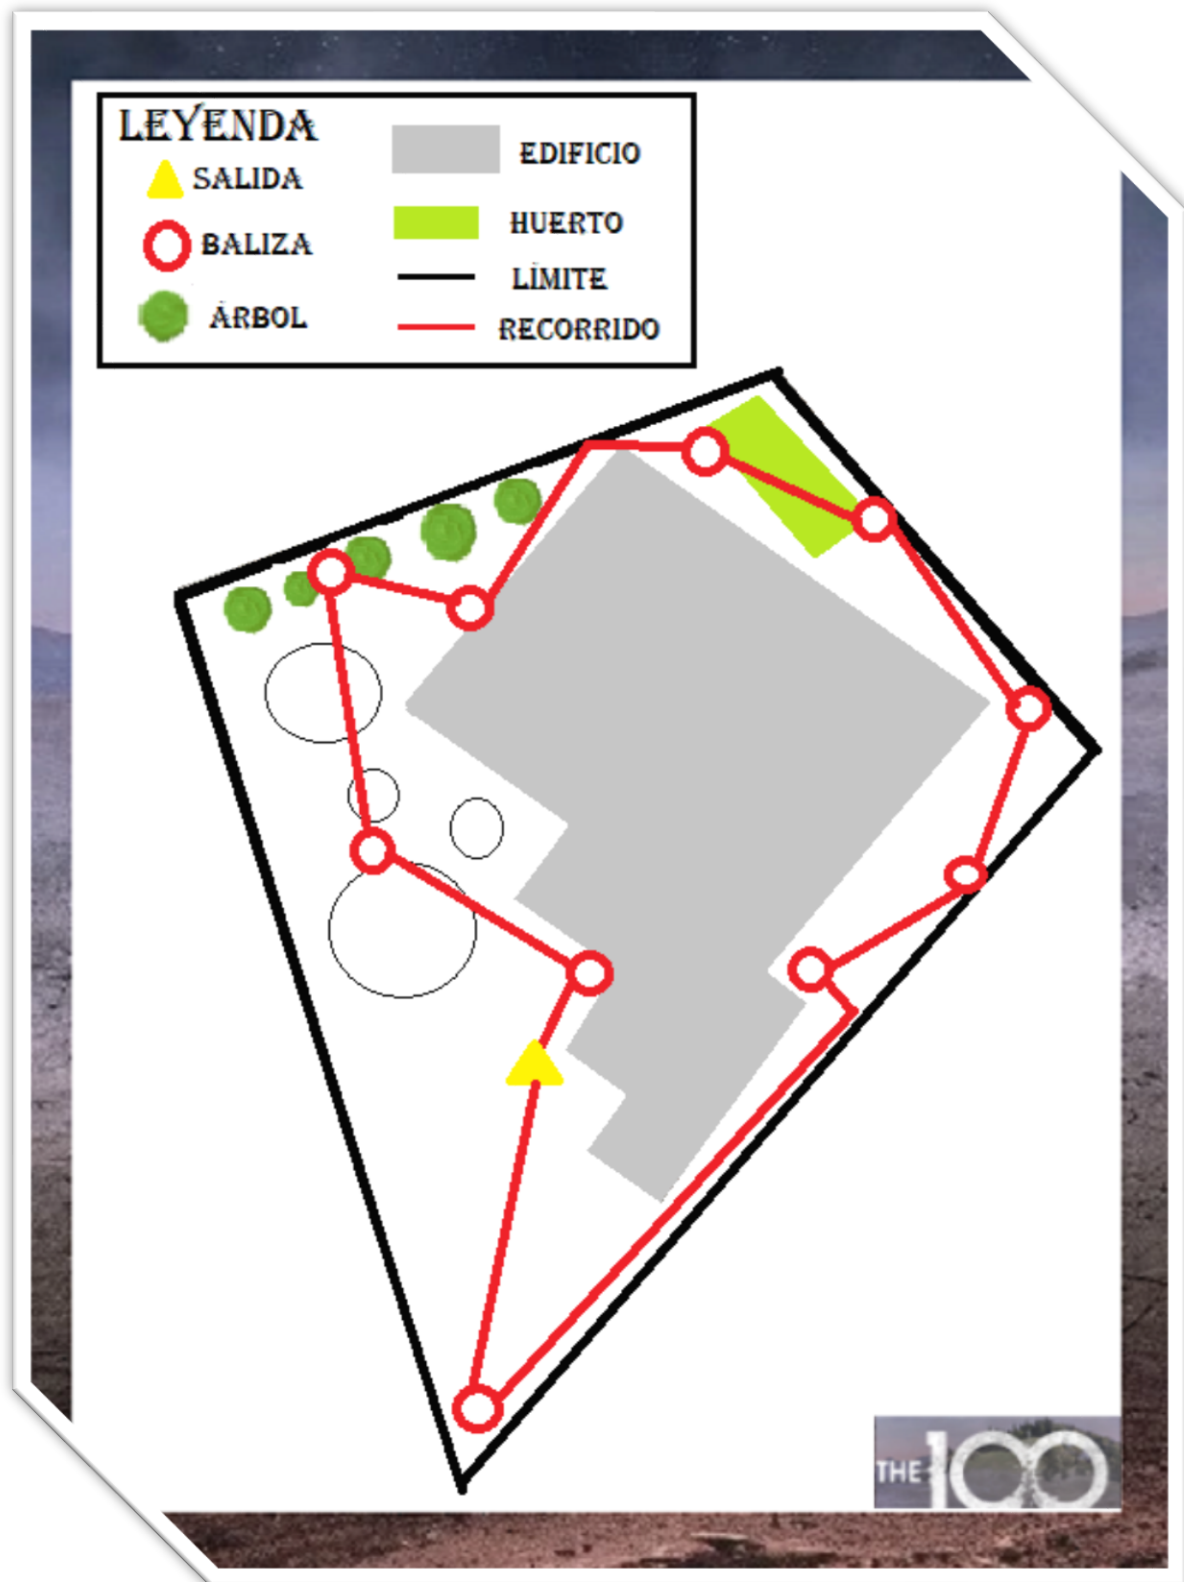 LEYENDA
SALIDA
BALIZA
ÁRBOL
EDIFICIO
HUERTO
LÍMITE
RECORRIDO
THE 100